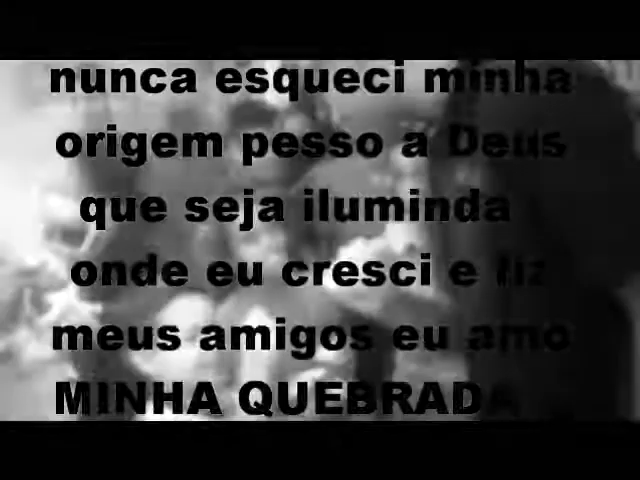 nunca esqueci minha
origem pesso a Deus
que seja iluminda
onde eu cresci e fiz
meus amigos eu amo
MINHA QUEBRADA